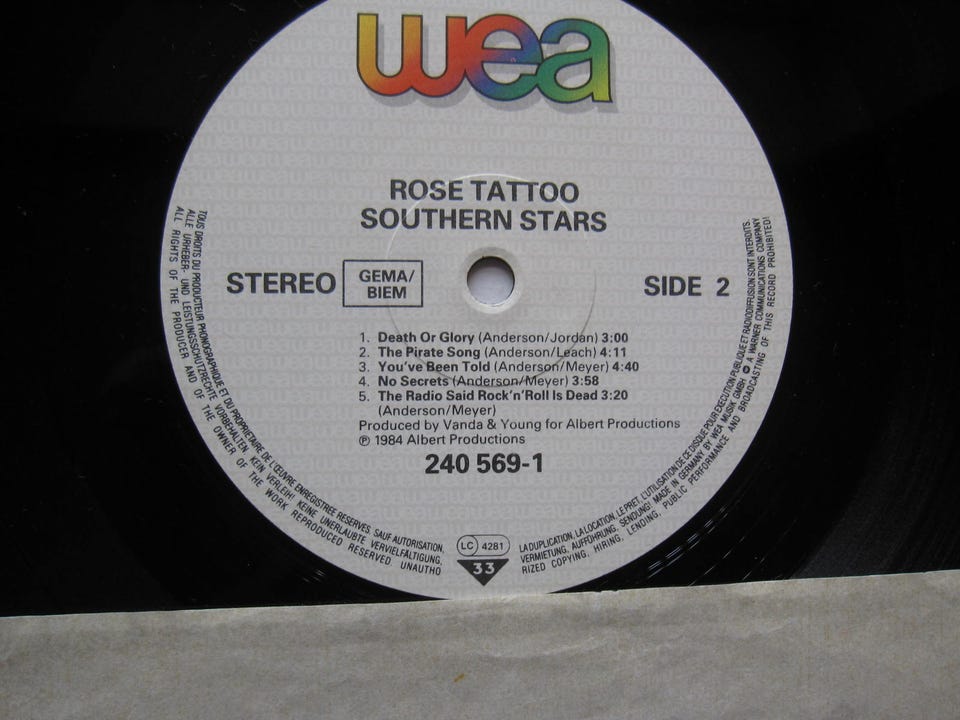 wea
ROSE TATTOO
SOUTHERN STARS
STEREO
GEMA/
BIEM
SIDE 2
1. Death Or Glory (Anderson/Jordan) 3:00
2. The Pirate Song (Anderson/Leach) 4:11
3. You've Been Told (Anderson/Meyer) 4:40
4. No Secrets (Anderson/Meyer) 3:58
5. The Radio Said Rock'n'Roll Is Dead 3:20
(Anderson/Meyer)
Produced by Vanda & Young for Albert Productions
℗ 1984 Albert Productions
240 569-1
LC 4281
33
TOUS DROITS DU PRODUCTEUR PHONOGRAPHIQUE ET DU PROPRIETAIRE DE L'ŒUVRE ENREGISTREE RESERVES. SAUF AUTORISATION,
LA DUPLICATION, LA LOCATION, LE PRET, L'UTILISATION DE CE DISQUE POUR EXECUTION PUBLIQUE ET RADIODIFFUSION SONT INTERDITS.
ALLE URHEBER- UND LEISTUNGSSCHUTZRECHTE VORBEHALTEN. KEIN VERLEIH! KEINE UNERLAUBTE VERVIELFÄLTIGUNG,
VERMIETUNG, AUFFÜHRUNG, SENDUNG! MADE IN GERMANY BY WEA MUSIK GMBH A WARNER COMMUNICATIONS COMPANY
ALL RIGHTS OF THE PRODUCER AND OF THE OWNER OF THE WORK REPRODUCED RESERVED. UNAUTHO
RIZED COPYING, HIRING, LENDING, PUBLIC PERFORMANCE AND BROADCASTING OF THIS RECORD PROHIBITED!